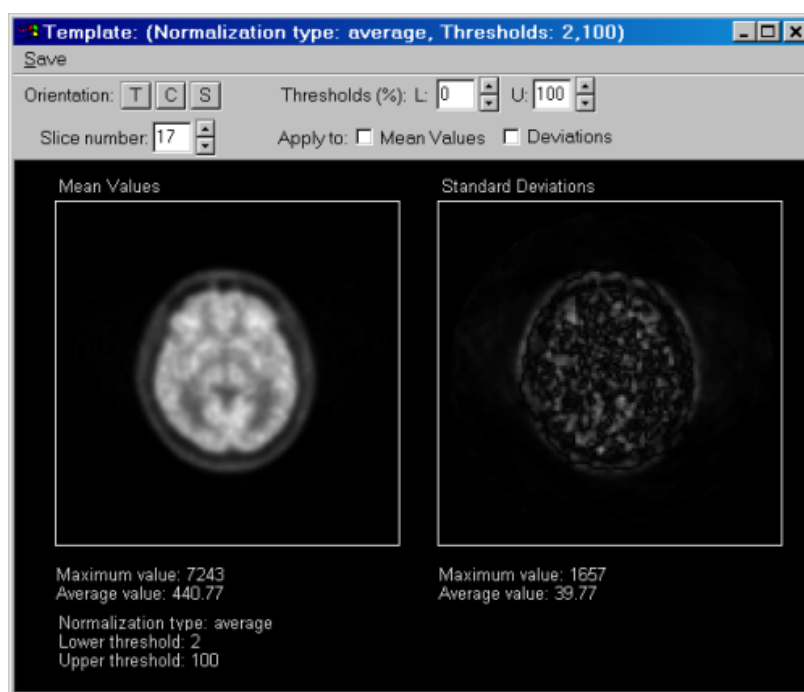 Template: (Normalization type: average, Thresholds: 2,100)
Save
Orientation: T C S Thresholds (%): L: 0 U: 100
Slice number: 17 Apply to: Mean Values Deviations
Mean Values Standard Deviations
Maximum value: 7243 Maximum value: 1657
Average value: 440.77 Average value: 39.77
Normalization type: average
Lower threshold: 2
Upper threshold: 100